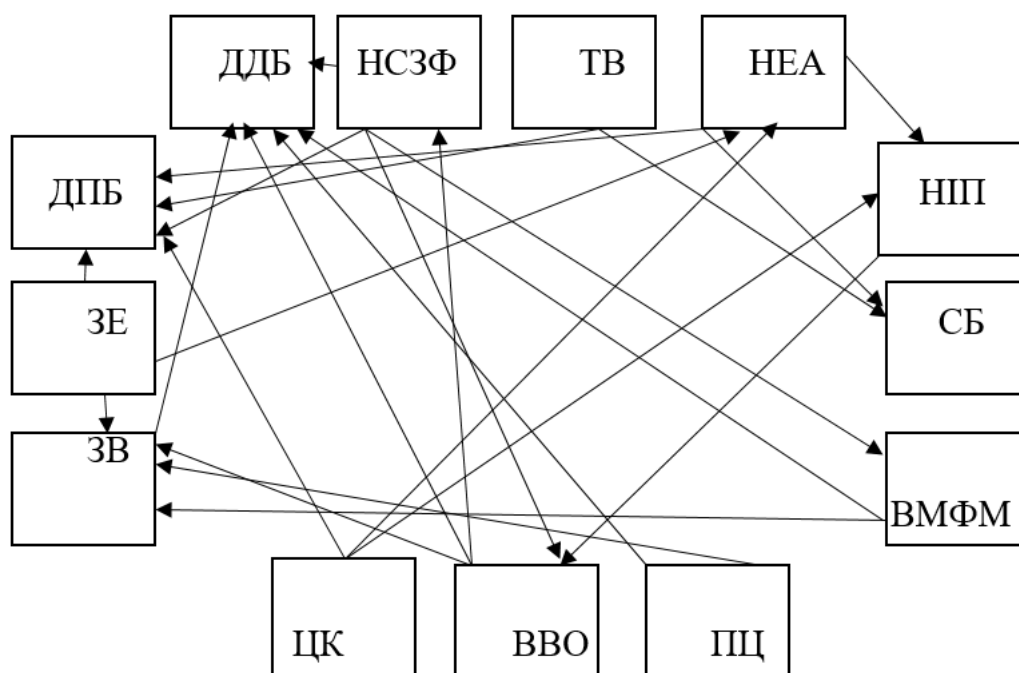 ДДБ НСЗФ ТВ НЕА
ДПБ НІП
ЗЕ СБ
ЗВ
ВМФМ
ЦК ВВО ПЦ